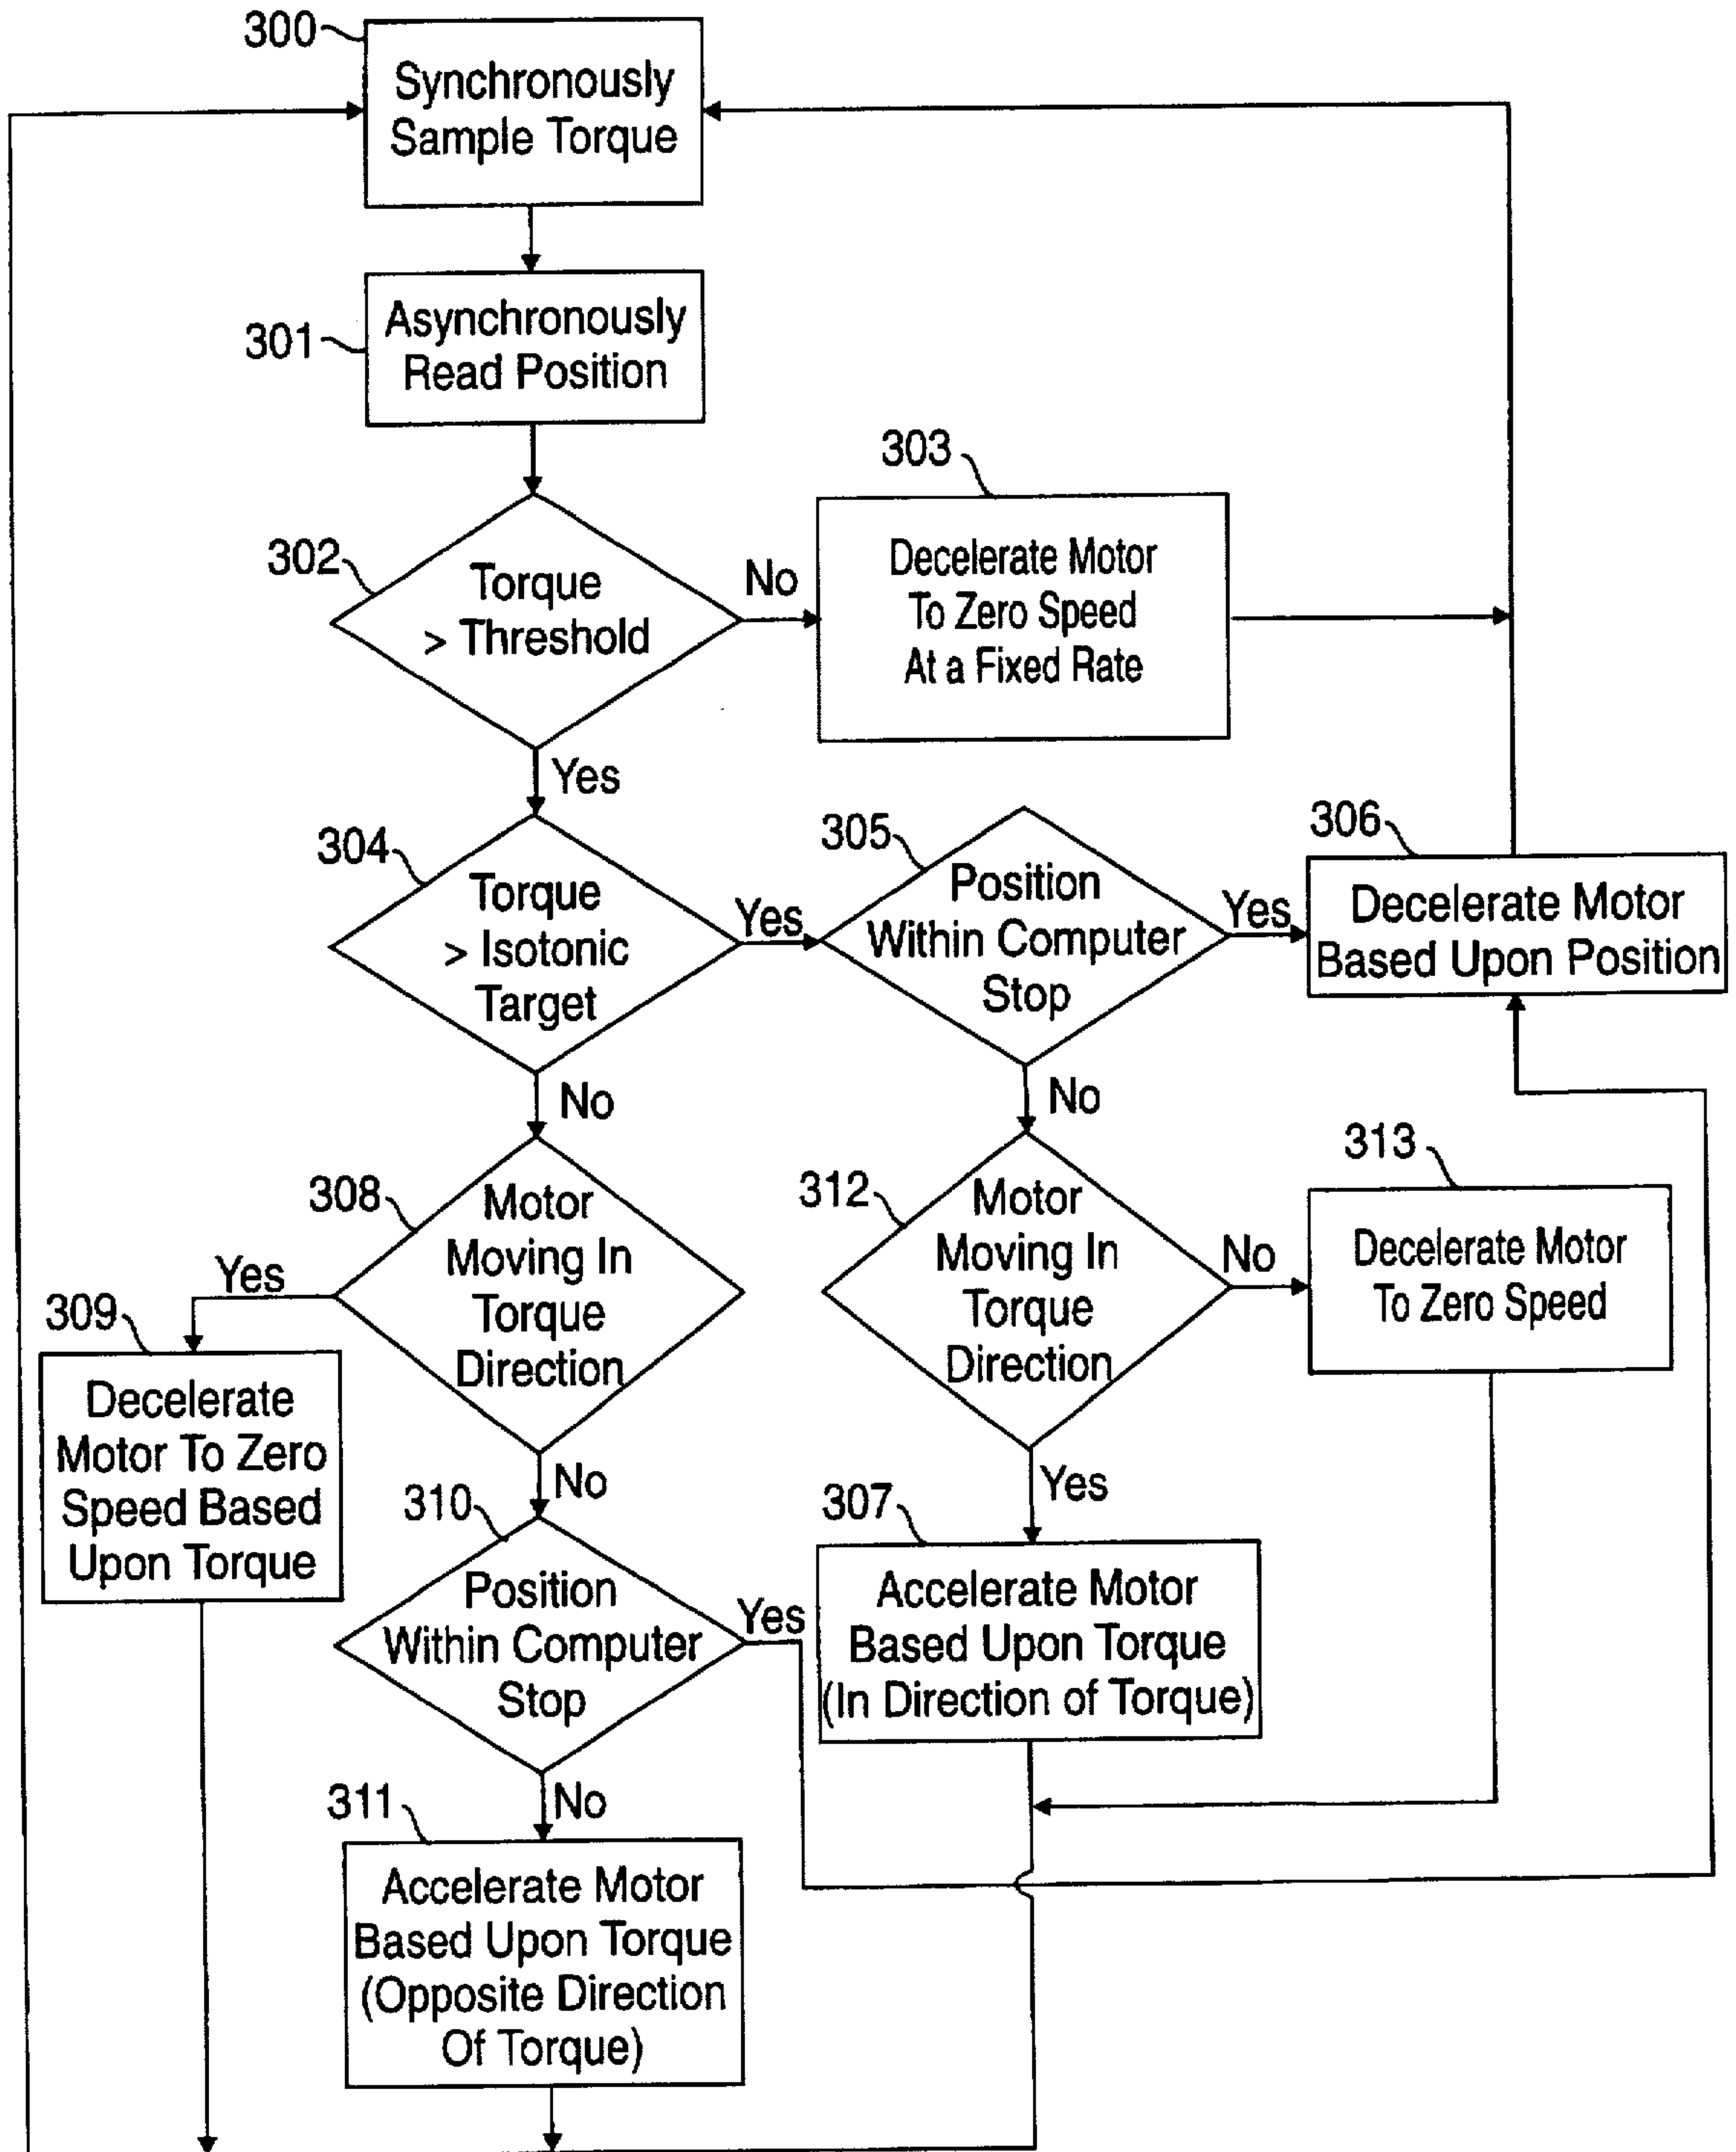 300
Synchronously
Sample Torque
301
Asynchronously
Read Position
302
Torque
> Threshold
No
303
Decelerate Motor
To Zero Speed
At a Fixed Rate
Yes
304
Torque
> Isotonic
Target
Yes
305
Position
Within Computer
Stop
Yes
306
Decelerate Motor
Based Upon Position
No
No
308
Motor
Moving In
Torque
Direction
312
Motor
Moving In
Torque
Direction
No
313
Decelerate Motor
To Zero Speed
Yes
309
Decelerate
Motor To Zero
Speed Based
Upon Torque
No
310
Position
Within Computer
Stop
Yes
Yes
307
Accelerate Motor
Based Upon Torque
(In Direction of Torque)
No
311
Accelerate Motor
Based Upon Torque
(Opposite Direction
Of Torque)